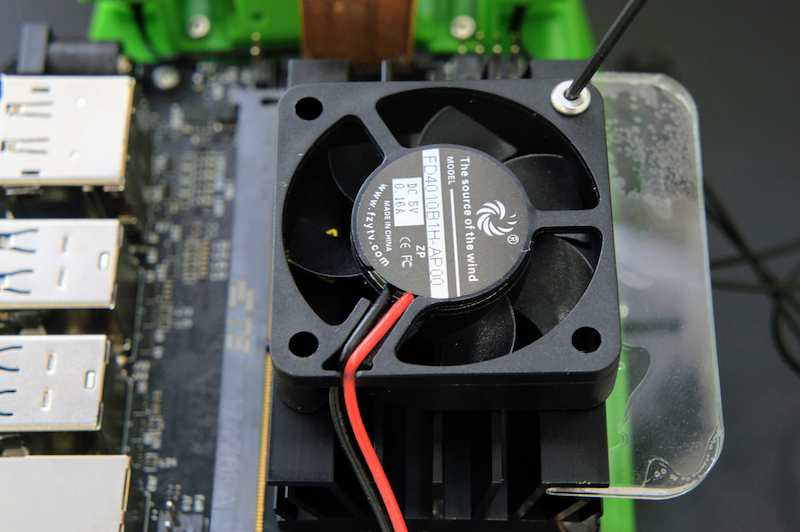 The source of the wind
®
MODEL
FD4010B1H-AP00
DC 5V
0.16A
ZP
CE FC
MADE IN CHINA
www.fzytv.com